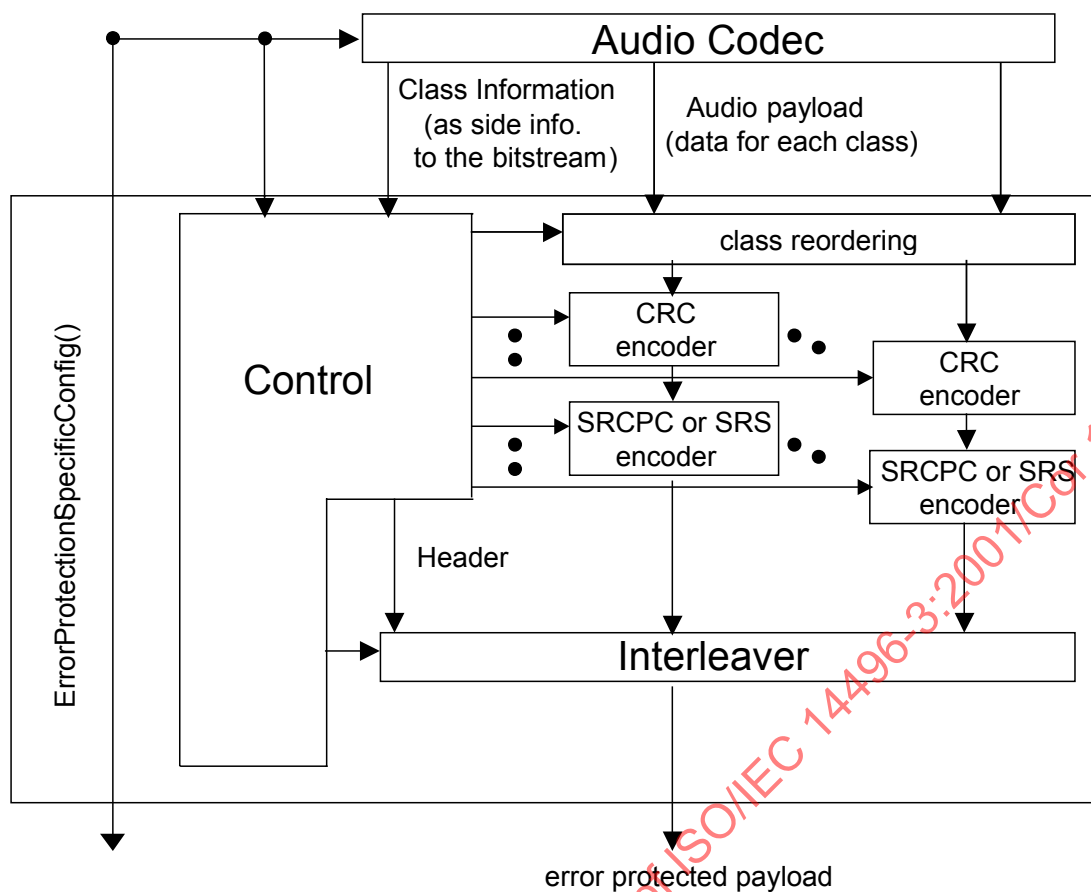 Audio Codec
Class Information
(as side info.
to the bitstream)
Audio payload
(data for each class)
class reordering
CRC
encoder
CRC
encoder
Control
SRCPC or SRS
encoder
SRCPC or SRS
encoder
ErrorProtectionSpecificConfig()
Header
Interleaver
error protected payload
of ISO/IEC 14496-3:2001/Cor